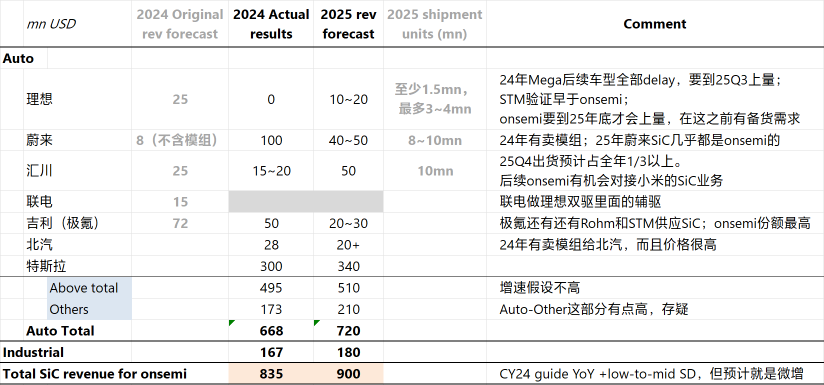 mn USD 2024 Original rev forecast 2024 Actual results 2025 rev forecast 2025 shipment units (mn) Comment
Auto
理想 25 0 10~20 至少1.5mn，最多3~4mn 24年Mega后续车型全部delay，要到25Q3上量；
STM验证早于onsemi；
onsemi要到25年底才会上量，在这之前有备货需求
蔚来 8（不含模组） 100 40~50 8~10mn 24年有卖模组；25年蔚来SiC几乎都是onsemi的
汇川 25 15~20 50 10mn 25Q4出货预计占全年1/3以上。
后续onsemi有机会对接小米的SiC业务
联电 15 联电做理想双驱里面的辅驱
吉利（极氪） 72 50 20~30 极氪还有还有Rohm和STM供应SiC；onsemi份额最高
北汽 28 20+ 24年有卖模组给北汽，而且价格很高
特斯拉 300 340
Above total 495 510 增速假设不高
Others 173 210 Auto-Other这部分有点高，存疑
Auto Total 668 720
Industrial 167 180
Total SiC revenue for onsemi 835 900 CY24 guide YoY +low-to-mid SD，但预计就是微增